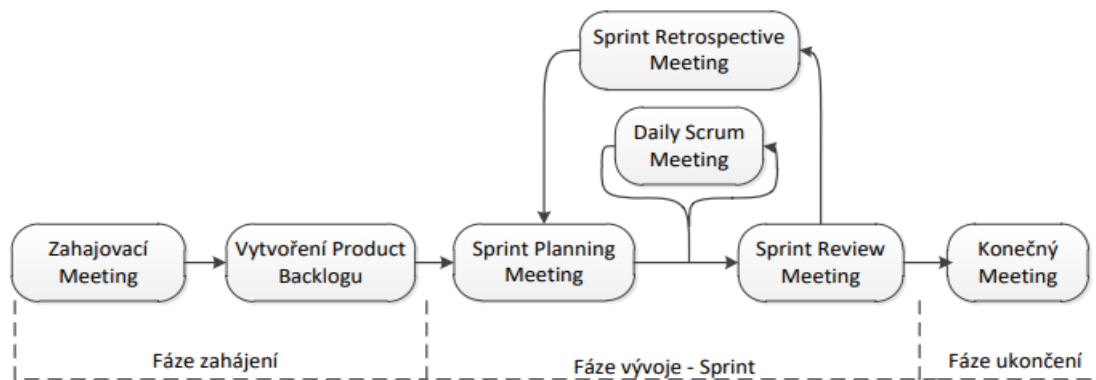 Sprint Retrospective
Meeting
Daily Scrum
Meeting
Zahajovací
Meeting
Vytvoření Product
Backlogu
Sprint Planning
Meeting
Sprint Review
Meeting
Konečný
Meeting
Fáze zahájení
Fáze vývoje - Sprint
Fáze ukončení